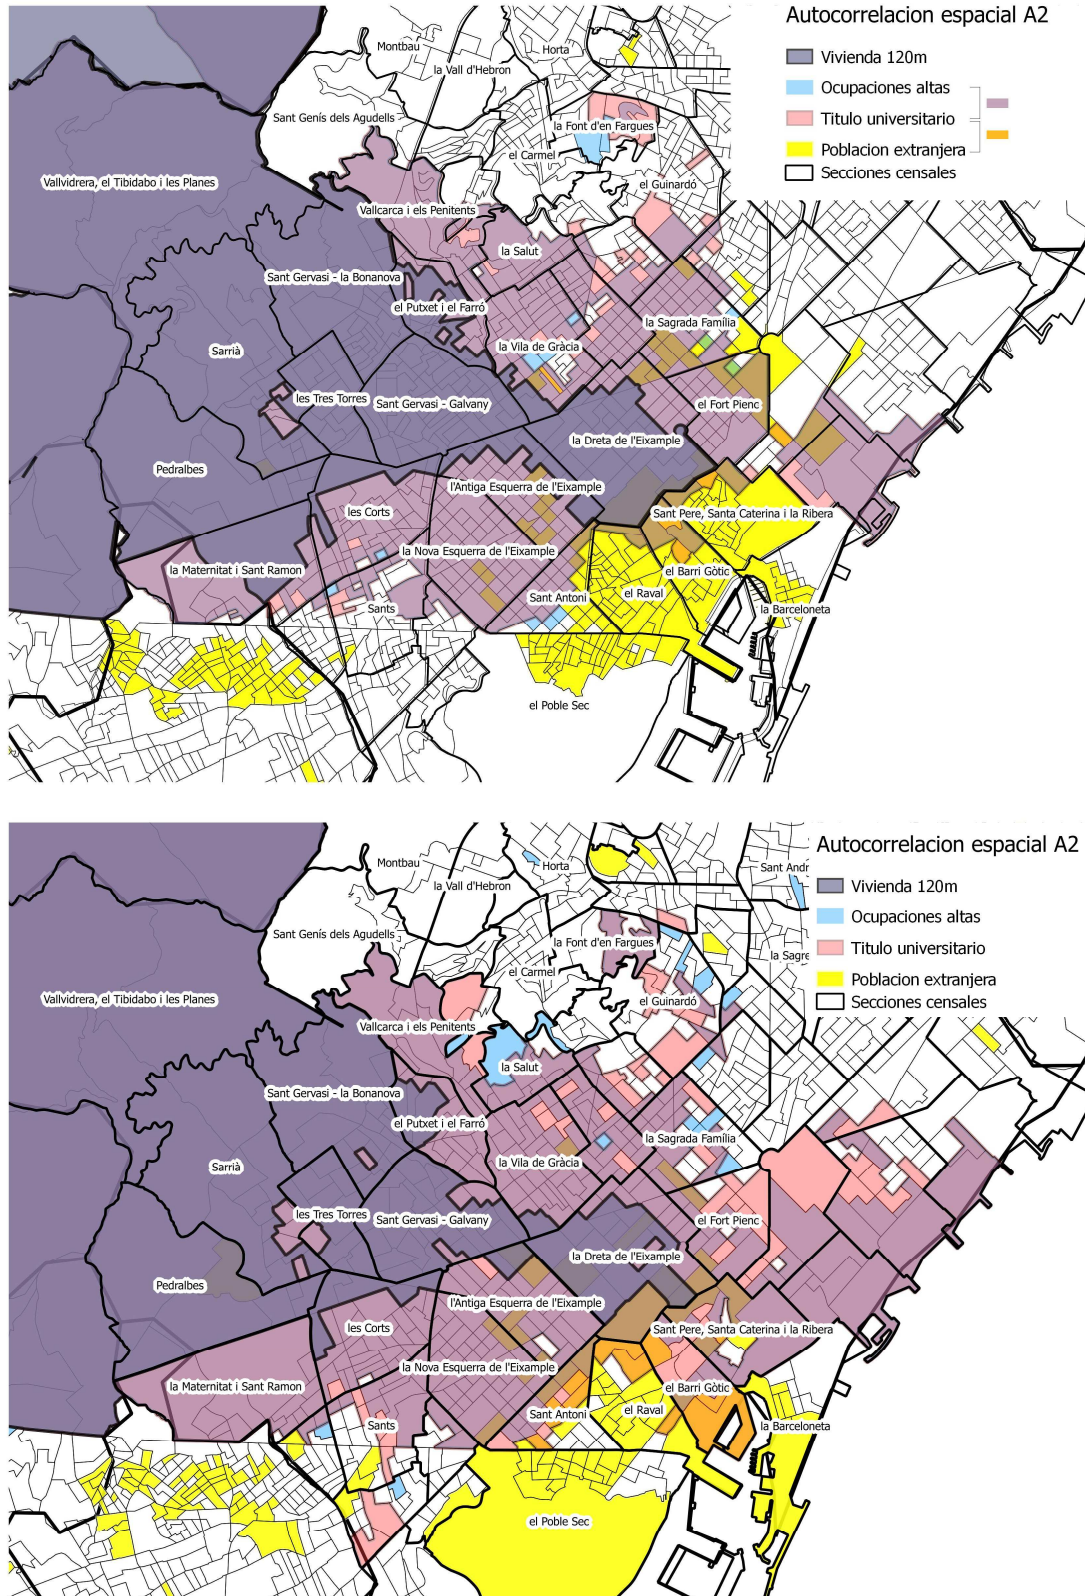 Autocorrelacion espacial A2
Vivienda 120m
Ocupaciones altas
Titulo universitario
Poblacion extranjera
Secciones censales
Montbau
Horta
la Vall d'Hebron
Sant Genís dels Agudells
la Font d'en Fargues
el Carmel
Vallvidrera, el Tibidabo i les Planes
el Guinardó
Vallcarca i els Penitents
la Salut
Sant Gervasi - la Bonanova
el Putxet i el Farró
la Sagrada Família
Sarrià
la Vila de Gràcia
les Tres Torres
Sant Gervasi - Galvany
el Fort Pienc
la Dreta de l'Eixample
Pedralbes
l'Antiga Esquerra de l'Eixample
les Corts
Sant Pere, Santa Caterina i la Ribera
la Nova Esquerra de l'Eixample
la Maternitat i Sant Ramon
el Barri Gòtic
Sants
Sant Antoni
el Raval
la Barceloneta
el Poble Sec
Autocorrelacion espacial A2
Vivienda 120m
Ocupaciones altas
Titulo universitario
Poblacion extranjera
Secciones censales
Montbau
Horta
Sant Andr
la Vall d'Hebron
Sant Genís dels Agudells
la Font d'en Fargues
la Sagre
el Carmel
Vallvidrera, el Tibidabo i les Planes
el Guinardó
Vallcarca i els Penitents
la Salut
Sant Gervasi - la Bonanova
el Putxet i el Farró
la Sagrada Família
Sarrià
la Vila de Gràcia
les Tres Torres
Sant Gervasi - Galvany
el Fort Pienc
la Dreta de l'Eixample
Pedralbes
l'Antiga Esquerra de l'Eixample
les Corts
Sant Pere, Santa Caterina i la Ribera
la Nova Esquerra de l'Eixample
la Maternitat i Sant Ramon
el Barri Gòtic
Sants
Sant Antoni
el Raval
la Barceloneta
el Poble Sec